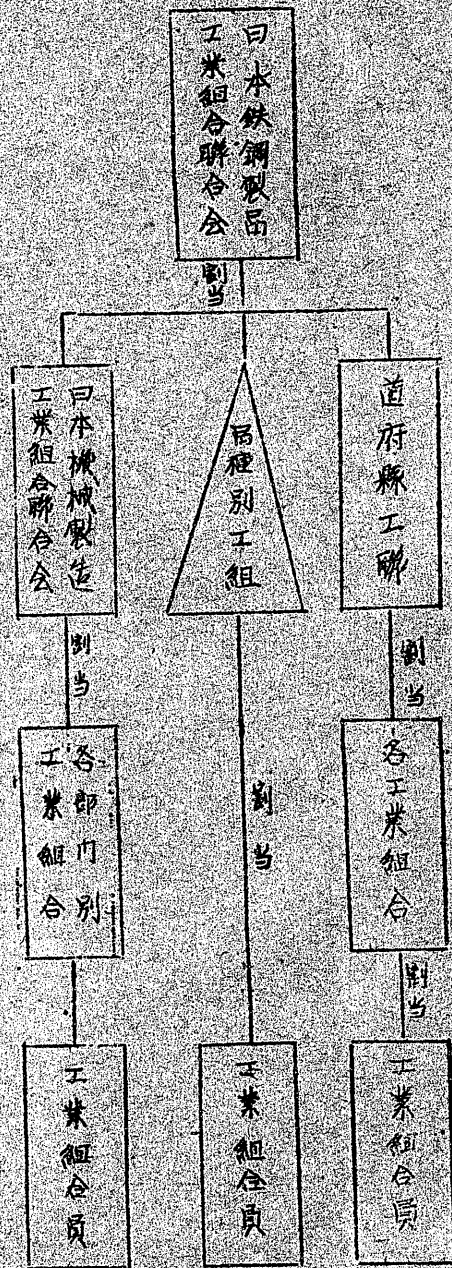 日本鉄鋼製品
工業組合聯合会
割当
道府縣工聯
割当
各工業組合
割当
工業組合員
品種別工組
割当
工業組合員
日本機械製造
工業組合聯合会
割当
各部门別
工業組合
工業組合員